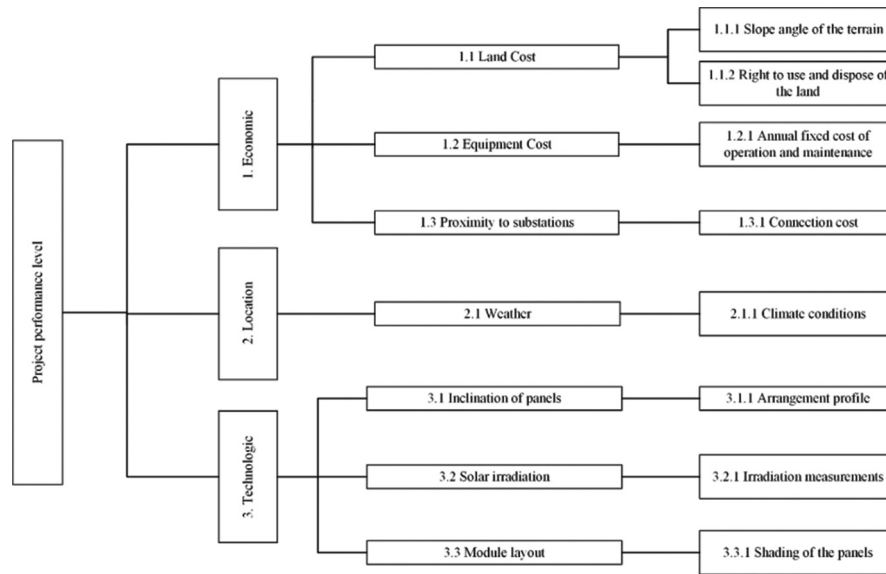 Project performance level
1. Economic
1.1 Land Cost
1.1.1 Slope angle of the terrain
1.1.2 Right to use and dispose of
the land
1.2 Equipment Cost
1.2.1 Annual fixed cost of
operation and maintenance
1.3 Proximity to substations
1.3.1 Connection cost
2. Location
2.1 Weather
2.1.1 Climate conditions
3. Technologic
3.1 Inclination of panels
3.1.1 Arrangement profile
3.2 Solar irradiation
3.2.1 Irradiation measurements
3.3 Module layout
3.3.1 Shading of the panels